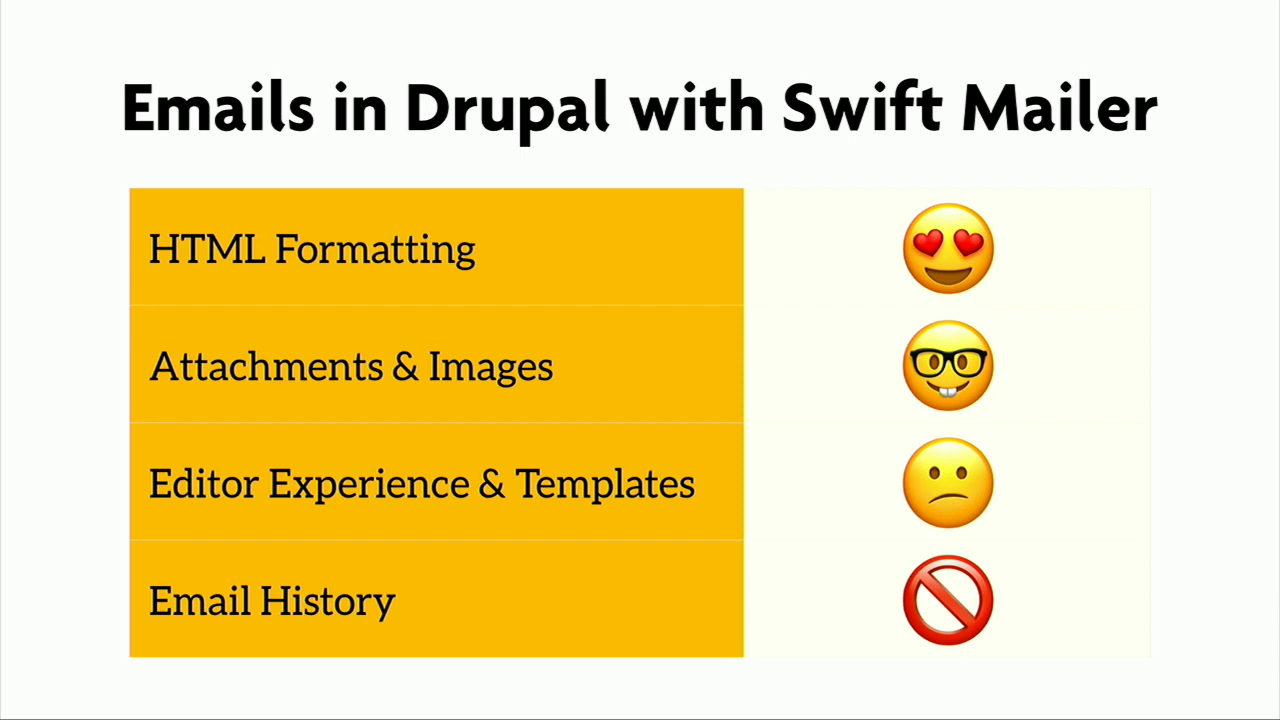 Emails in Drupal with Swift Mailer
HTML Formatting
Attachments & Images
Editor Experience & Templates
Email History